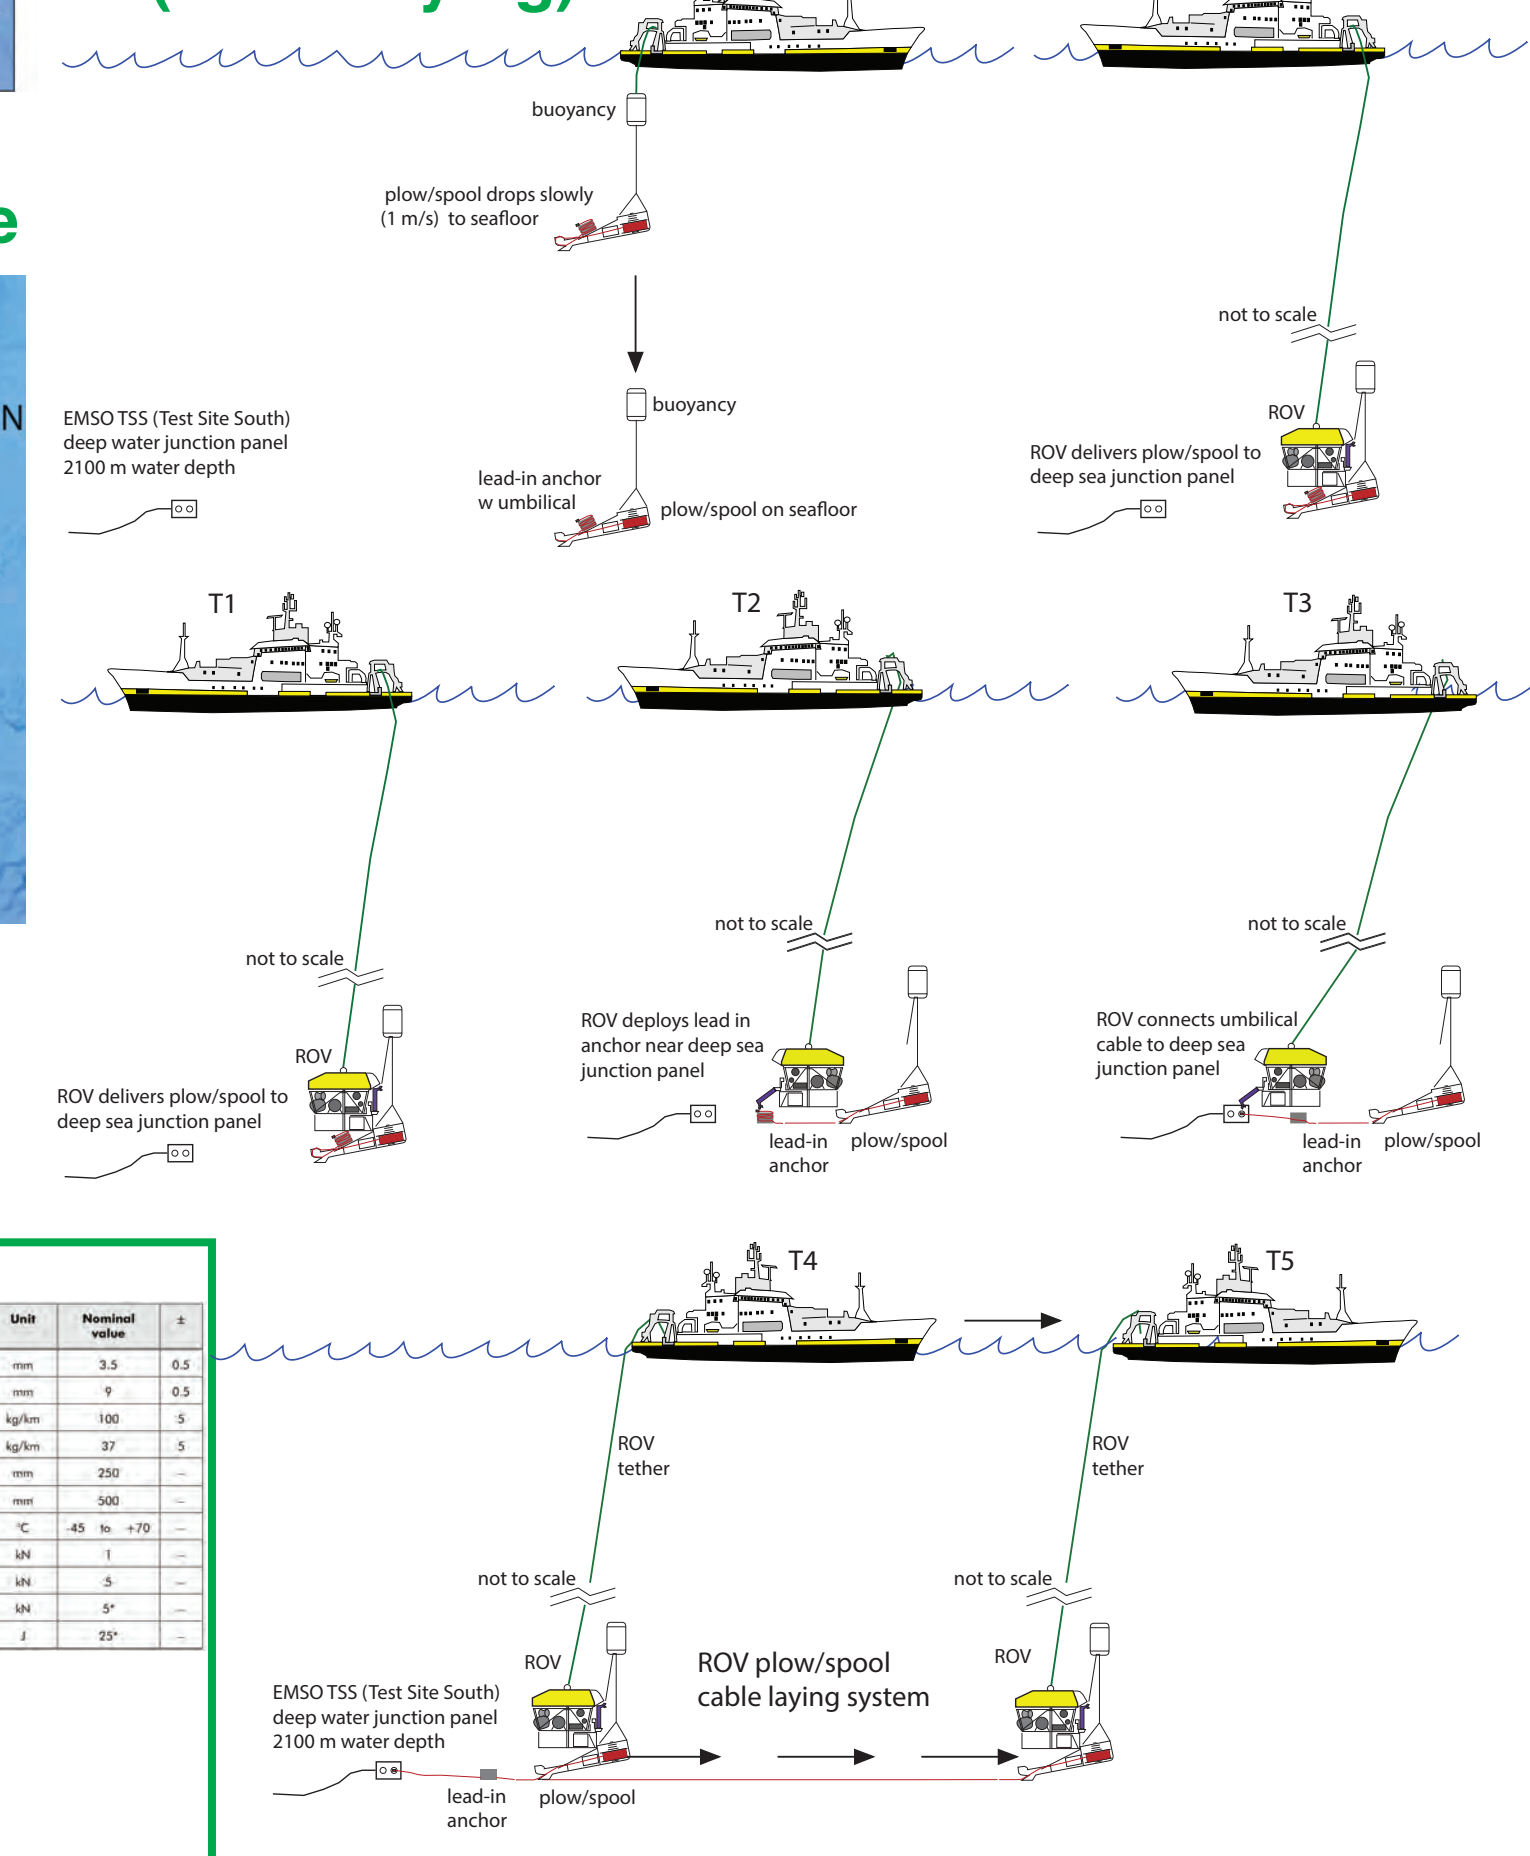 buoyancy
plow/spool drops slowly
(1 m/s) to seafloor
not to scale
buoyancy
N
EMSO TSS (Test Site South)
deep water junction panel
2100 m water depth
lead-in anchor
w umbilical
plow/spool on seafloor
ROV
ROV delivers plow/spool to
deep sea junction panel
T1
T2
T3
not to scale
ROV
ROV delivers plow/spool to
deep sea junction panel
not to scale
ROV deploys lead in
anchor near deep sea
junction panel
lead-in
anchor
plow/spool
not to scale
ROV connects umbilical
cable to deep sea
junction panel
lead-in
anchor
plow/spool
Unit Nominal value ±
mm 3.5 0.5
mm 9 0.5
kg/km 100 5
kg/km 37 5
mm 250 –
mm 500 –
°C -45 to +70 –
kN 1 –
kN 5 –
kN 5* –
J 25* –
T4
T5
ROV
tether
ROV
tether
not to scale
not to scale
ROV
ROV
ROV plow/spool
cable laying system
EMSO TSS (Test Site South)
deep water junction panel
2100 m water depth
lead-in
anchor
plow/spool